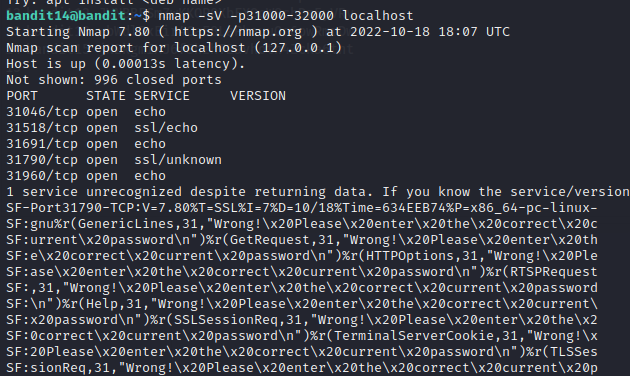 Try: apt install <deb name>
bandit14@bandit:~$ nmap -sV -p31000-32000 localhost
Starting Nmap 7.80 ( https://nmap.org ) at 2022-10-18 18:07 UTC
Nmap scan report for localhost (127.0.0.1)
Host is up (0.00013s latency).
Not shown: 996 closed ports
PORT      STATE SERVICE     VERSION
31046/tcp open  echo
31518/tcp open  ssl/echo
31691/tcp open  echo
31790/tcp open  ssl/unknown
31960/tcp open  echo
1 service unrecognized despite returning data. If you know the service/version
SF-Port31790-TCP:V=7.80%T=SSL%I=7%D=10/18%Time=634EEB74%P=x86_64-pc-linux-
SF:gnu%r(GenericLines,31,"Wrong!\x20Please\x20enter\x20the\x20correct\x20c
SF:urrent\x20password\n")%r(GetRequest,31,"Wrong!\x20Please\x20enter\x20th
SF:e\x20correct\x20current\x20password\n")%r(HTTPOptions,31,"Wrong!\x20Ple
SF:ase\x20enter\x20the\x20correct\x20current\x20password\n")%r(RTSPRequest
SF:,31,"Wrong!\x20Please\x20enter\x20the\x20correct\x20current\x20password
SF:\n")%r(Help,31,"Wrong!\x20Please\x20enter\x20the\x20correct\x20current\
SF:x20password\n")%r(SSLSessionReq,31,"Wrong!\x20Please\x20enter\x20the\x2
SF:0correct\x20current\x20password\n")%r(TerminalServerCookie,31,"Wrong!\x
SF:20Please\x20enter\x20the\x20correct\x20current\x20password\n")%r(TLSSes
SF:sionReq,31,"Wrong!\x20Please\x20enter\x20the\x20correct\x20current\x20p